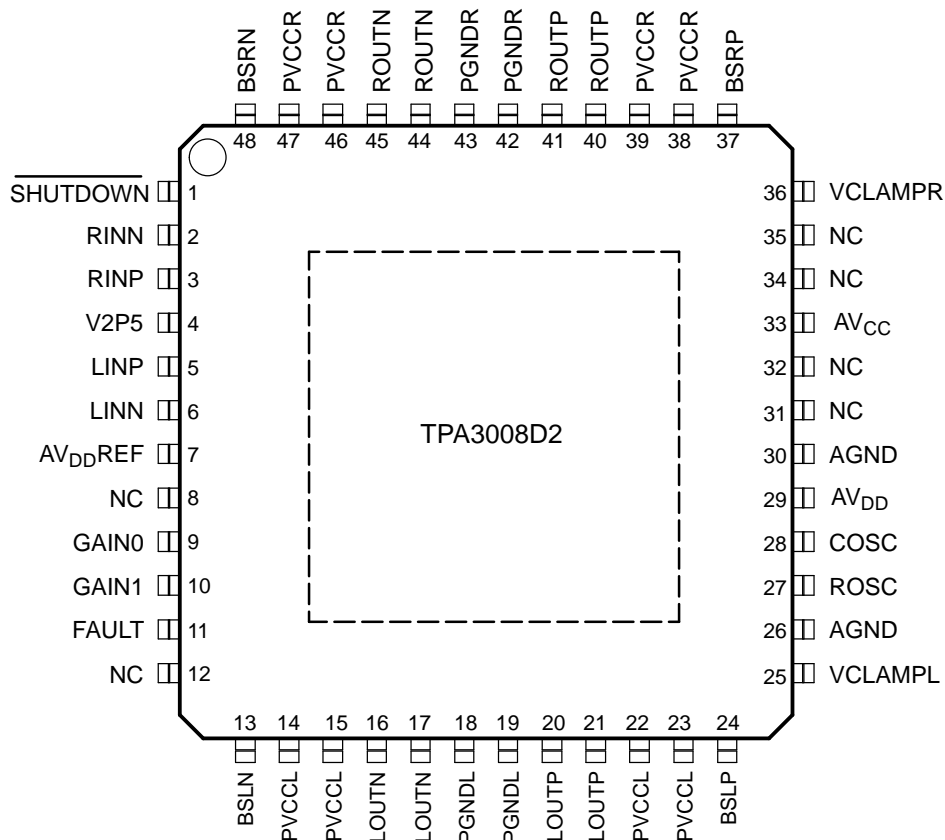 BSRN
PVCCR
PVCCR
ROUTN
ROUTN
PGNDR
PGNDR
ROUTP
ROUTP
PVCCR
PVCCR
BSRP
48 47 46 45 44 43 42 41 40 39 38 37
SHUTDOWN 1
RINN 2
RINP 3
V2P5 4
LINP 5
LINN 6
AVDDREF 7
NC 8
GAIN0 9
GAIN1 10
FAULT 11
NC 12
TPA3008D2
36 VCLAMPR
35 NC
34 NC
33 AVCC
32 NC
31 NC
30 AGND
29 AVDD
28 COSC
27 ROSC
26 AGND
25 VCLAMPL
13 14 15 16 17 18 19 20 21 22 23 24
BSLN
PVCCL
PVCCL
LOUTN
LOUTN
PGNDL
PGNDL
LOUTP
LOUTP
PVCCL
PVCCL
BSLP